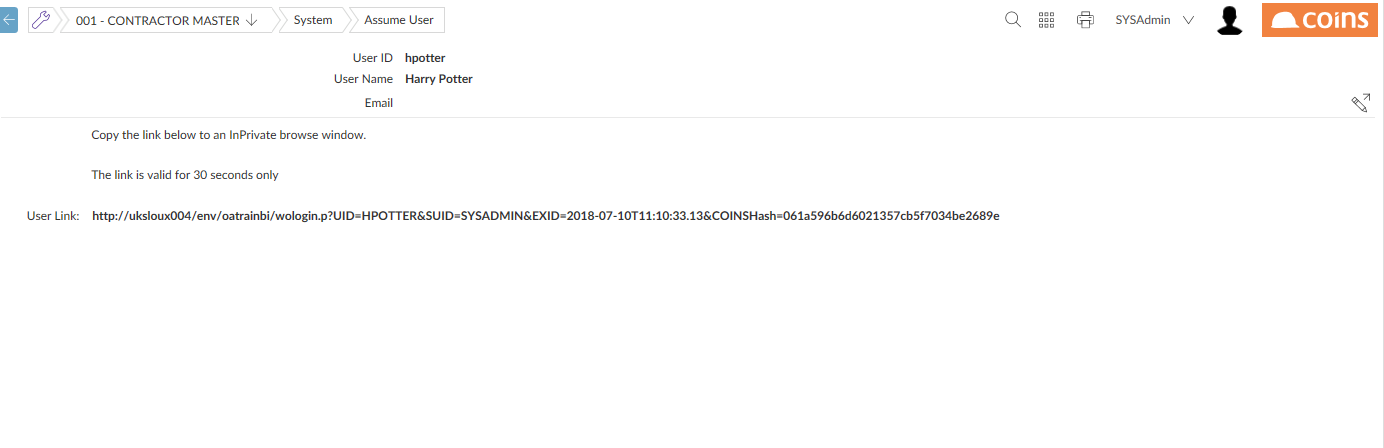 001 - CONTRACTOR MASTER System Assume User SYSAdmin coins
User ID hpotter
User Name Harry Potter
Email
Copy the link below to an InPrivate browse window.
The link is valid for 30 seconds only
User Link: http://uksloux004/env/oatrainbi/wologin.p?UID=HPOTTER&SUID=SYSADMIN&EXID=2018-07-10T11:10:33.13&COINSHash=061a596b6d6021357cb5f7034be2689e